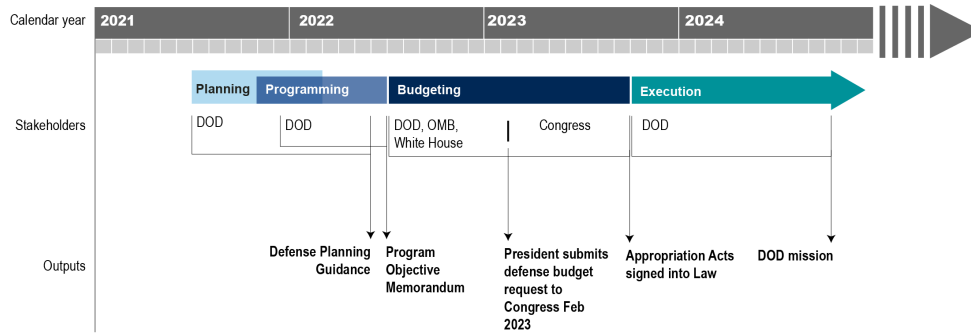 Calendar year
2021
2022
2023
2024
Planning
Programming
Budgeting
Execution
Stakeholders
DOD
DOD
DOD, OMB,
White House
Congress
DOD
Outputs
Defense Planning
Guidance
Program
Objective
Memorandum
President submits
defense budget
request to
Congress Feb
2023
Appropriation Acts
signed into Law
DOD mission